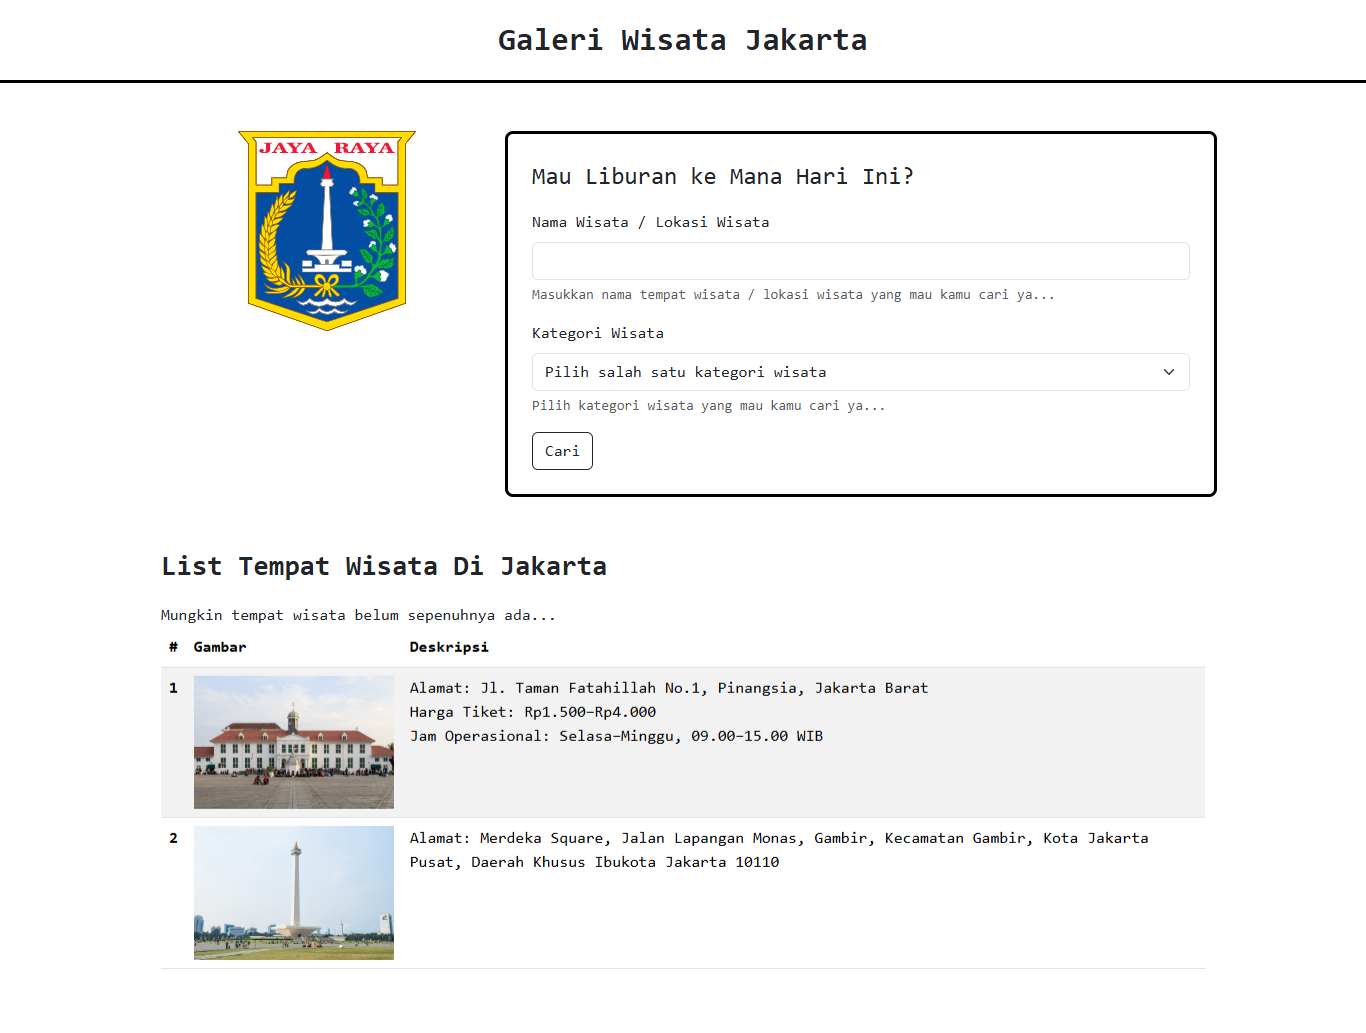 Galeri Wisata Jakarta
JAYA RAYA
Mau Liburan ke Mana Hari Ini?
Nama Wisata / Lokasi Wisata
Masukkan nama tempat wisata / lokasi wisata yang mau kamu cari ya...
Kategori Wisata
Pilih salah satu kategori wisata
Pilih kategori wisata yang mau kamu cari ya...
Cari
List Tempat Wisata Di Jakarta
Mungkin tempat wisata belum sepenuhnya ada...
# Gambar Deskripsi
1 Alamat: Jl. Taman Fatahillah No.1, Pinangsia, Jakarta Barat
Harga Tiket: Rp1.500–Rp4.000
Jam Operasional: Selasa–Minggu, 09.00–15.00 WIB
2 Alamat: Merdeka Square, Jalan Lapangan Monas, Gambir, Kecamatan Gambir, Kota Jakarta
Pusat, Daerah Khusus Ibukota Jakarta 10110